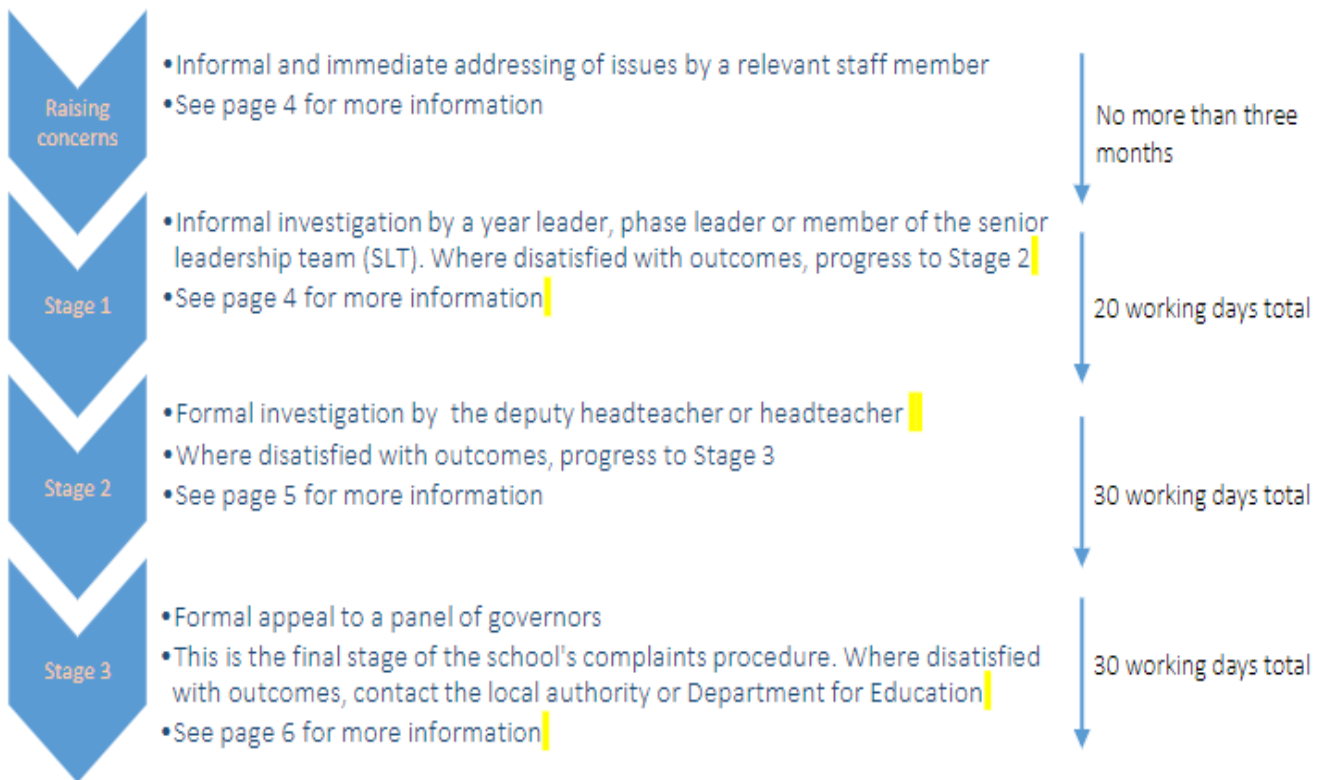 Raising
concerns
•Informal and immediate addressing of issues by a relevant staff member
•See page 4 for more information
No more than three
months
Stage 1
•Informal investigation by a year leader, phase leader or member of the senior
leadership team (SLT). Where disatisfied with outcomes, progress to Stage 2
•See page 4 for more information
20 working days total
Stage 2
•Formal investigation by  the deputy headteacher or headteacher
•Where disatisfied with outcomes, progress to Stage 3
•See page 5 for more information
30 working days total
Stage 3
•Formal appeal to a panel of governors
•This is the final stage of the school's complaints procedure. Where disatisfied
with outcomes, contact the local authority or Department for Education
•See page 6 for more information
30 working days total